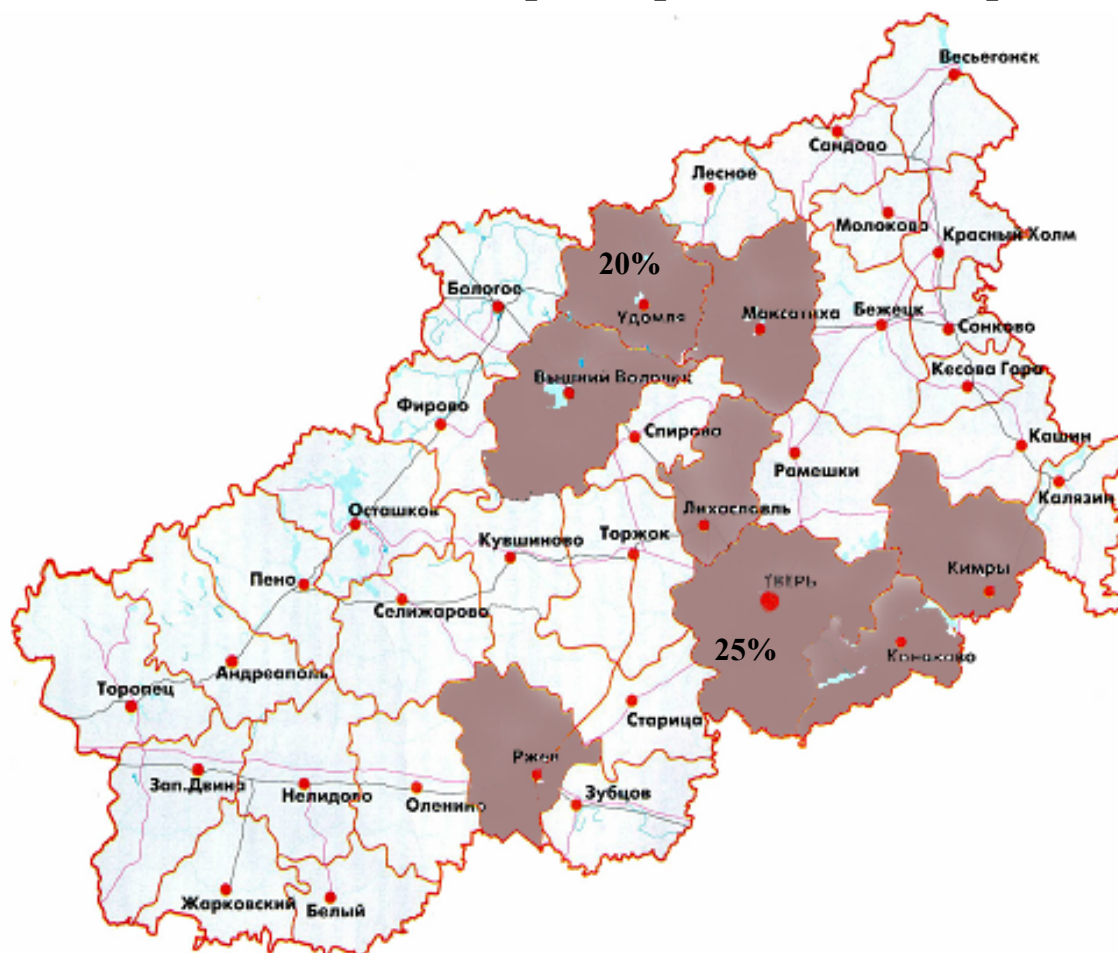 Весьегонск
Сандово
Лесное
Молоково
Красный Холм
20%
Бологое
Удомля
Максатиха
Бежецк
Сонково
Кесова Гора
Вышний Волочек
Фирово
Спирова
Рамешки
Кашин
Калязин
Осташков
Лихославль
Кувшиново
Торжок
Кимры
Пено
Селижарово
ТВЕРЬ
25%
Конаково
Андреаполь
Торопец
Старица
Ржев
Зап.Двина
Нелидово
Оленино
Зубцов
Жарковский
Белый